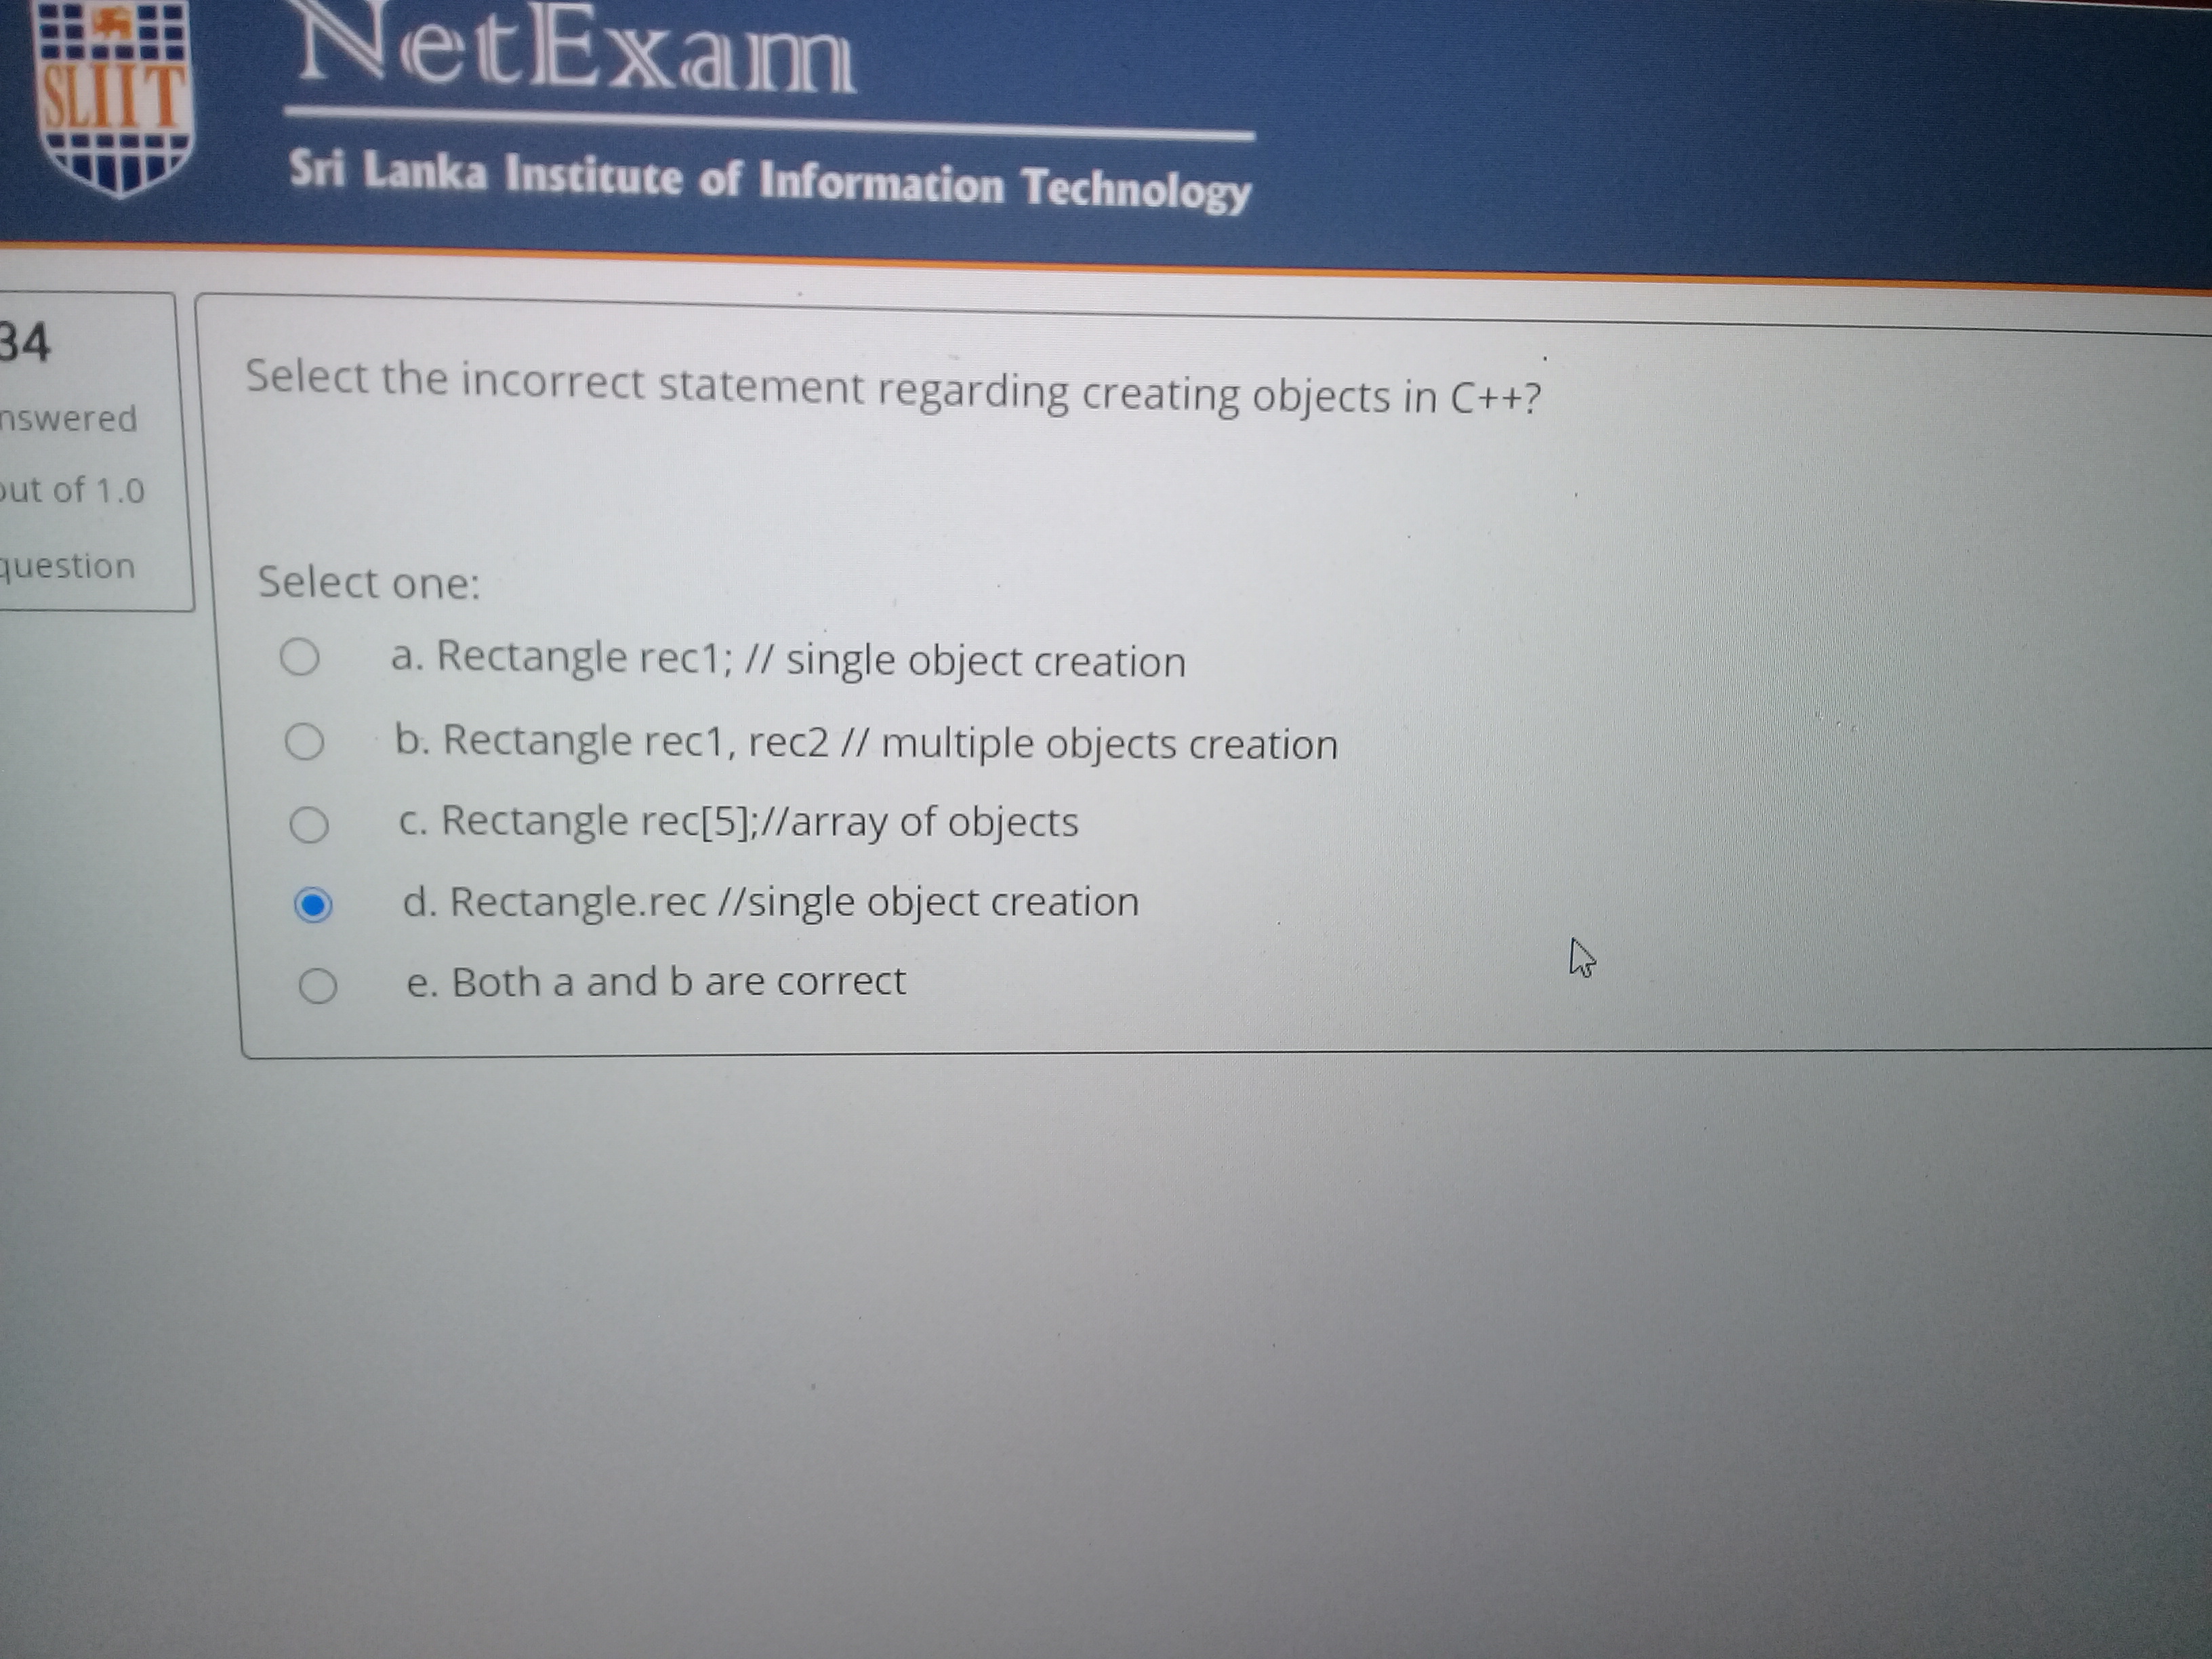 SLIIT
NetExam
Sri Lanka Institute of Information Technology
34
nswered
out of 1.0
question
Select the incorrect statement regarding creating objects in C++?
Select one:
a. Rectangle rec1; // single object creation
b. Rectangle rec1, rec2 // multiple objects creation
c. Rectangle rec[5];//array of objects
d. Rectangle.rec //single object creation
e. Both a and b are correct